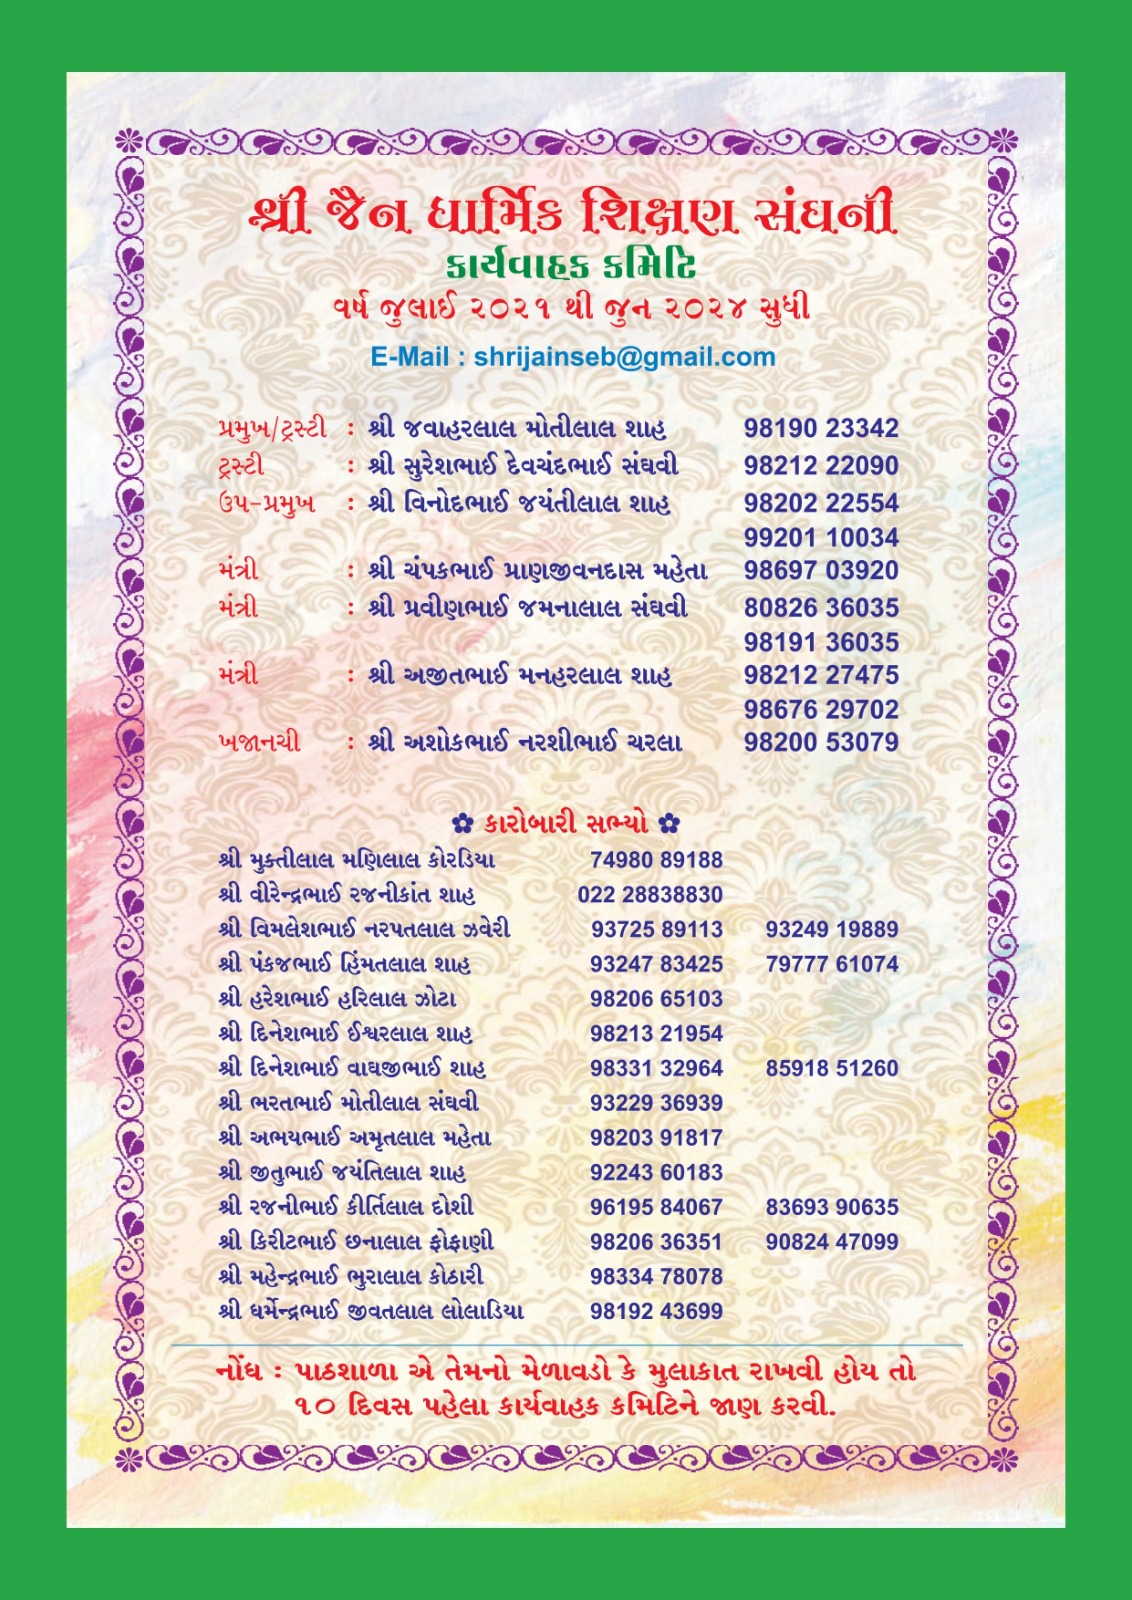 શ્રી જૈન ધાર્મિક શિક્ષણ સંઘની
કાર્યવાહક કમિટિ
વર્ષ જુલાઈ ૨૦૨૧ થી જુન ૨૦૨૪ સુધી
E-Mail : shrijainseb@gmail.com
પ્રમુખ/ટ્રસ્ટી : શ્રી જવાહરલાલ મોતીલાલ શાહ 98190 23342
ટ્રસ્ટી : શ્રી સુરેશભાઈ દેવચંદભાઈ સંઘવી 98212 22090
ઉપ-પ્રમુખ : શ્રી વિનોદભાઈ જયંતીલાલ શાહ 98202 22554
99201 10034
મંત્રી : શ્રી ચંપકભાઈ પ્રાણજીવનદાસ મહેતા 98697 03920
મંત્રી : શ્રી પ્રવીણભાઈ જમનાલાલ સંઘવી 80826 36035
98191 36035
મંત્રી : શ્રી અજીતભાઈ મનહરલાલ શાહ 98212 27475
98676 29702
ખજાનચી : શ્રી અશોકભાઈ નરશીભાઈ ચરલા 98200 53079
✿ કારોબારી સભ્યો ✿
શ્રી મુક્તીલાલ મણિલાલ કોરડિયા 74980 89188
શ્રી વીરેન્દ્રભાઈ રજનીકાંત શાહ 022 28838830
શ્રી વિમલેશભાઈ નરપતલાલ ઝવેરી 93725 89113 93249 19889
શ્રી પંકજભાઈ હિંમતલાલ શાહ 93247 83425 79777 61074
શ્રી હરેશભાઈ હરિલાલ ઝોટા 98206 65103
શ્રી દિનેશભાઈ ઈશ્વરલાલ શાહ 98213 21954
શ્રી દિનેશભાઈ વાઘજીભાઈ શાહ 98331 32964 85918 51260
શ્રી ભરતભાઈ મોતીલાલ સંઘવી 93229 36939
શ્રી અભયભાઈ અમૃતલાલ મહેતા 98203 91817
શ્રી જીતુભાઈ જયંતિલાલ શાહ 92243 60183
શ્રી રજનીભાઈ કીર્તિલાલ દોશી 96195 84067 83693 90635
શ્રી કિરીટભાઈ છનાલાલ ફોફાણી 98206 36351 90824 47099
શ્રી મહેન્દ્રભાઈ ભુરાલાલ કોઠારી 98334 78078
શ્રી ધર્મેન્દ્રભાઈ જીવતલાલ લોલાડિયા 98192 43699
નોંધ : પાઠશાળા એ તેમનો મેળાવડો કે મુલાકાત રાખવી હોય તો
૧૦ દિવસ પહેલા કાર્યવાહક કમિટિને જાણ કરવી.